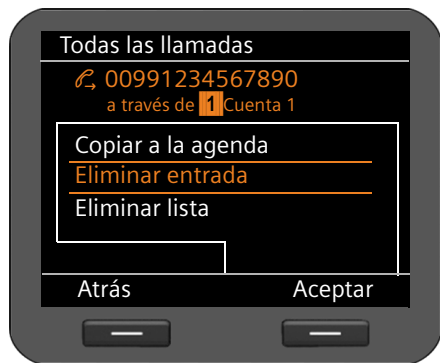 Todas las llamadas
00991234567890
a través de 1 Cuenta 1
Copiar a la agenda
Eliminar entrada
Eliminar lista
Atrás Aceptar